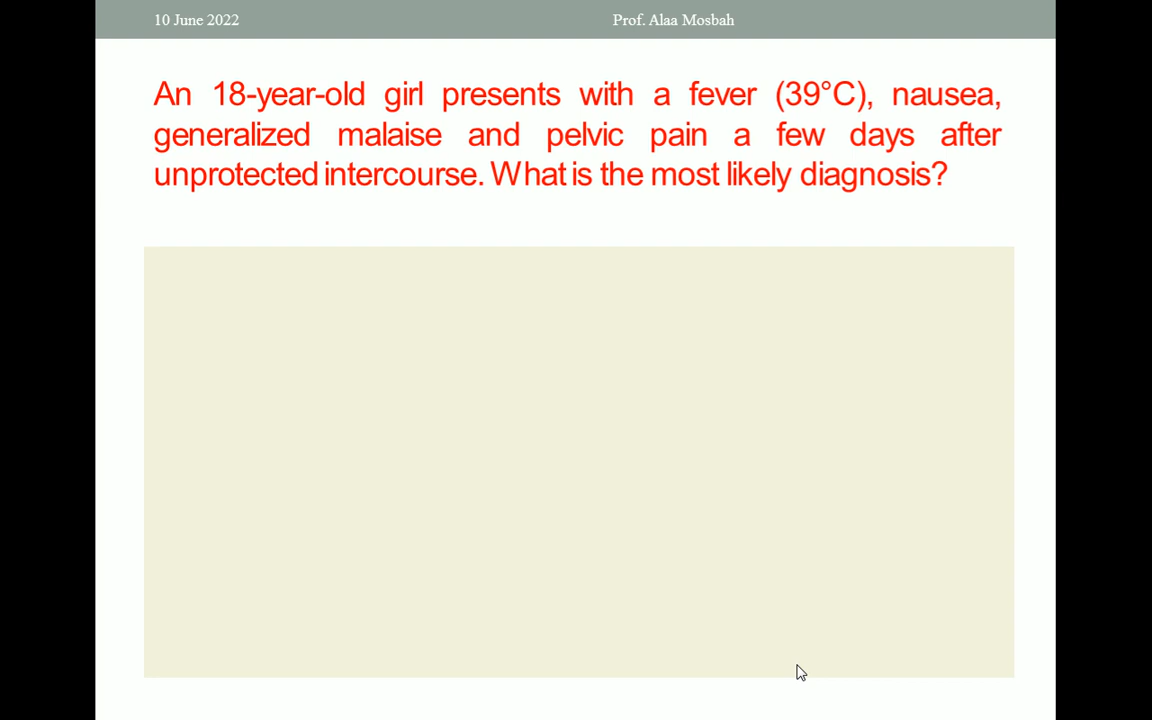 10 June 2022 Prof. Alaa Mosbah
An 18-year-old girl presents with a fever (39°C), nausea,
generalized malaise and pelvic pain a few days after
unprotected intercourse. What is the most likely diagnosis?